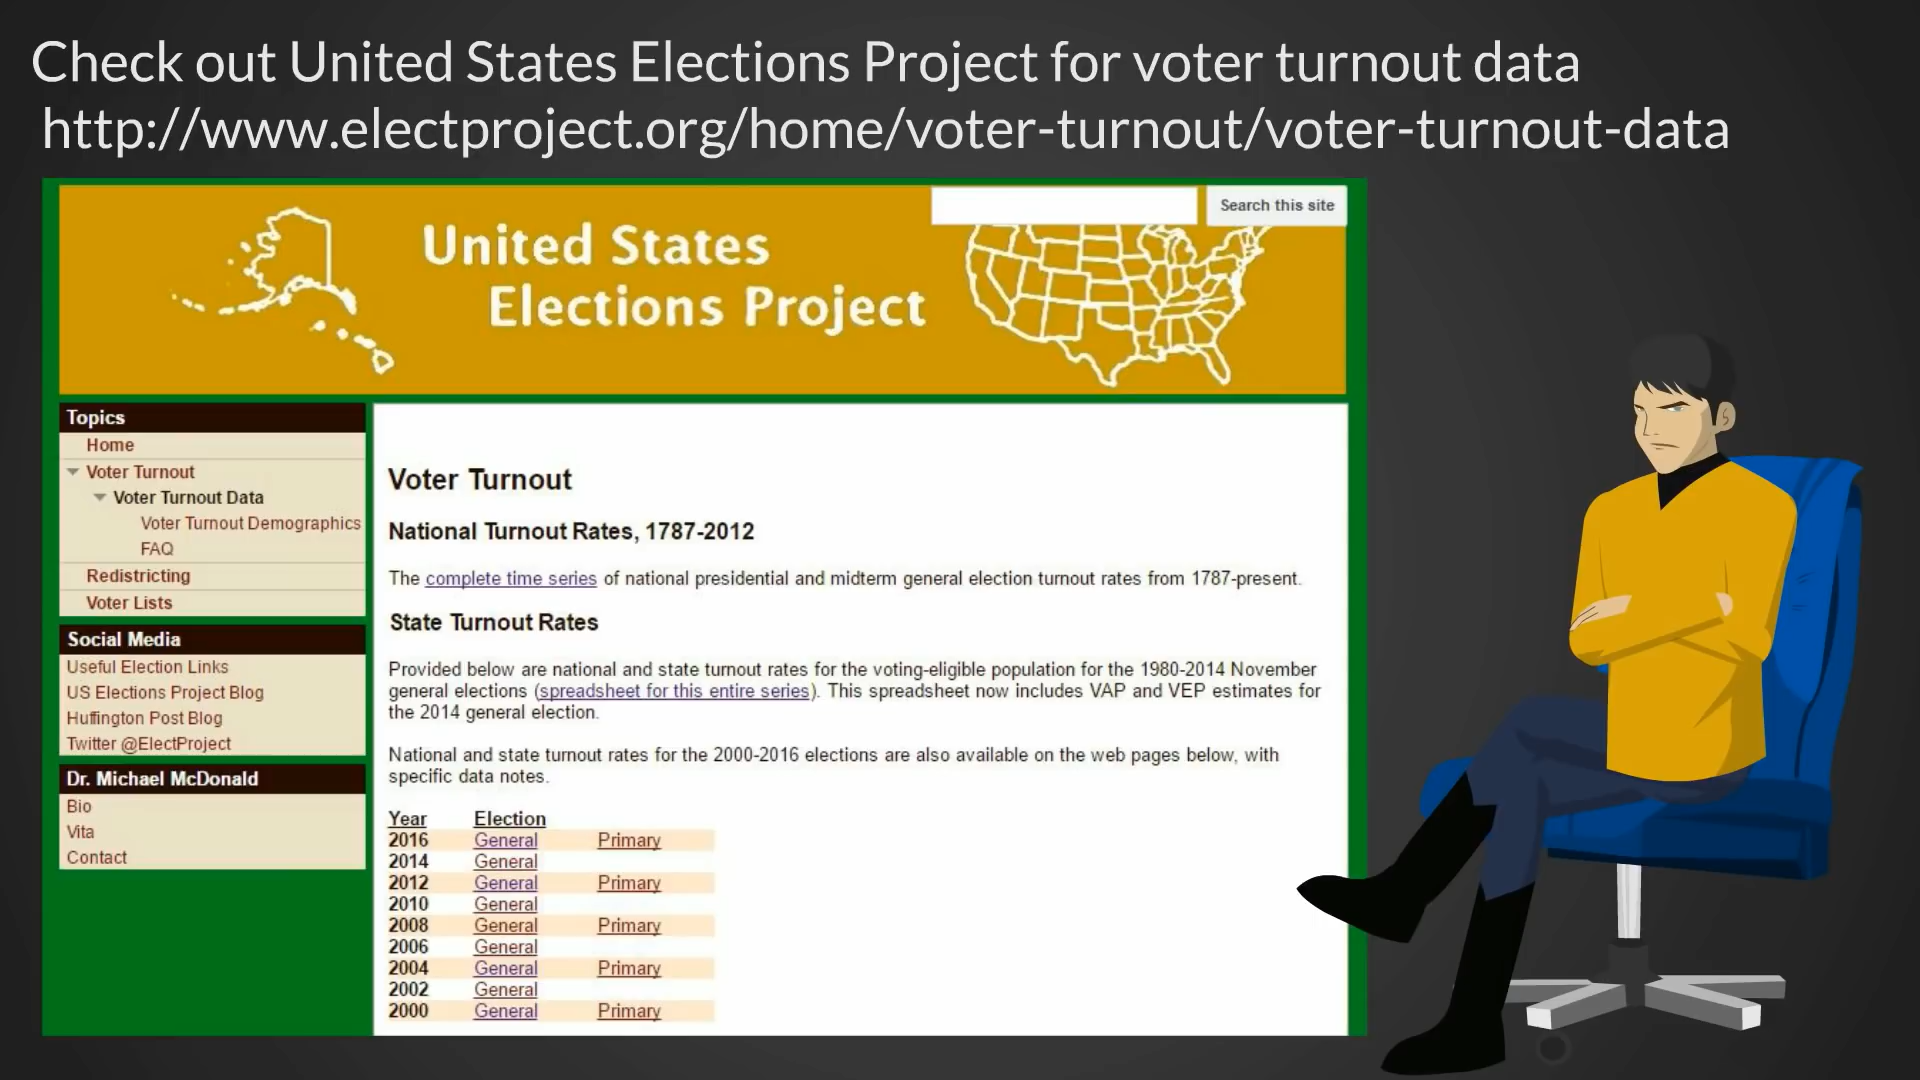 Check out United States Elections Project for voter turnout data
http://www.electproject.org/home/voter-turnout/voter-turnout-data
Search this site
United States
Elections Project
Topics
Home
Voter Turnout
Voter Turnout Data
Voter Turnout Demographics
FAQ
Redistricting
Voter Lists
Social Media
Useful Election Links
US Elections Project Blog
Huffington Post Blog
Twitter @ElectProject
Dr. Michael McDonald
Bio
Vita
Contact
Voter Turnout
National Turnout Rates, 1787-2012
The complete time series of national presidential and midterm general election turnout rates from 1787-present.
State Turnout Rates
Provided below are national and state turnout rates for the voting-eligible population for the 1980-2014 November
general elections (spreadsheet for this entire series). This spreadsheet now includes VAP and VEP estimates for
the 2014 general election.
National and state turnout rates for the 2000-2016 elections are also available on the web pages below, with
specific data notes.
Year Election
2016 General Primary
2014 General
2012 General Primary
2010 General
2008 General Primary
2006 General
2004 General Primary
2002 General
2000 General Primary